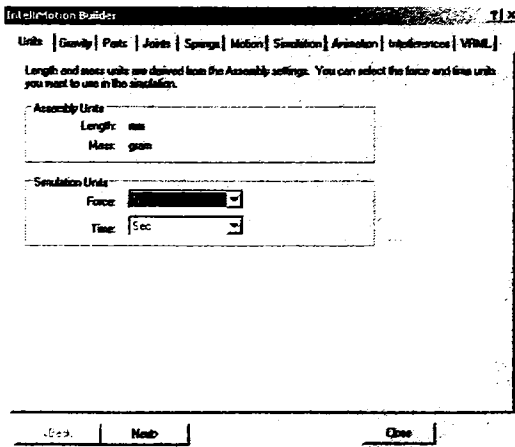 IntelliMotion Builder
Units Gravity Parts Joints Springs Motion Simulation Animation Interferences VRML
Length and mass units are derived from the Assembly settings. You can select the force and time units
you want to use in the simulation.
Assembly Units
Length: mm
Mass: gram
Simulation Units
Force:
Time: Sec
<Back Next> Close